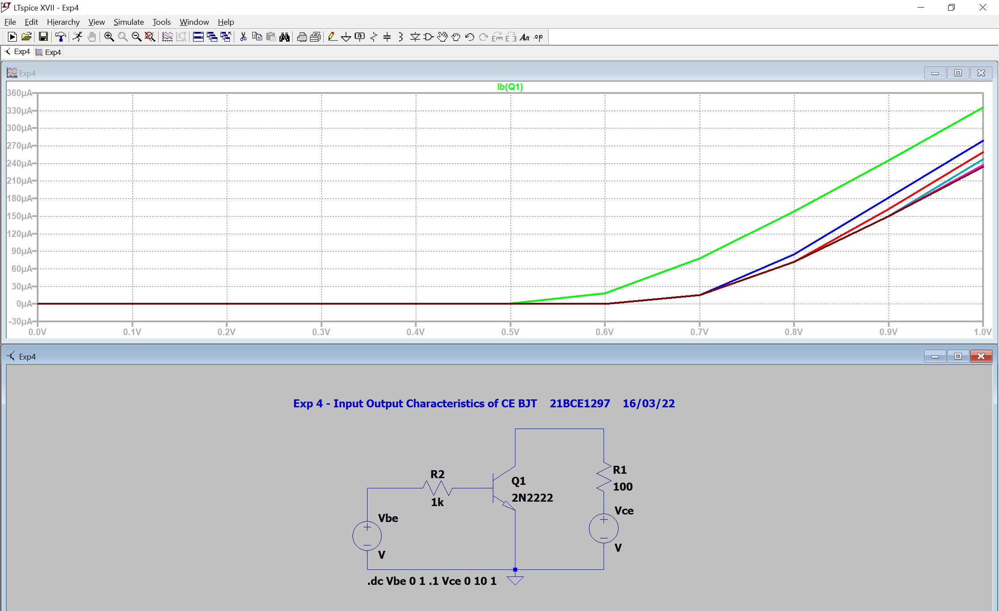 LTspice XVII - Exp4
File Edit Hierarchy View Simulate Tools Window Help
.op
Exp4 Exp4
Exp4
Ib(Q1)
360µA
330µA
300µA
270µA
240µA
210µA
180µA
150µA
120µA
90µA
60µA
30µA
0µA
-30µA
0.0V 0.1V 0.2V 0.3V 0.4V 0.5V 0.6V 0.7V 0.8V 0.9V 1.0V
Exp4
Exp 4 - Input Output Characteristics of CE BJT 21BCE1297 16/03/22
R2
1k
Q1
2N2222
R1
100
Vbe
V
Vce
V
.dc Vbe 0 1 .1 Vce 0 10 1